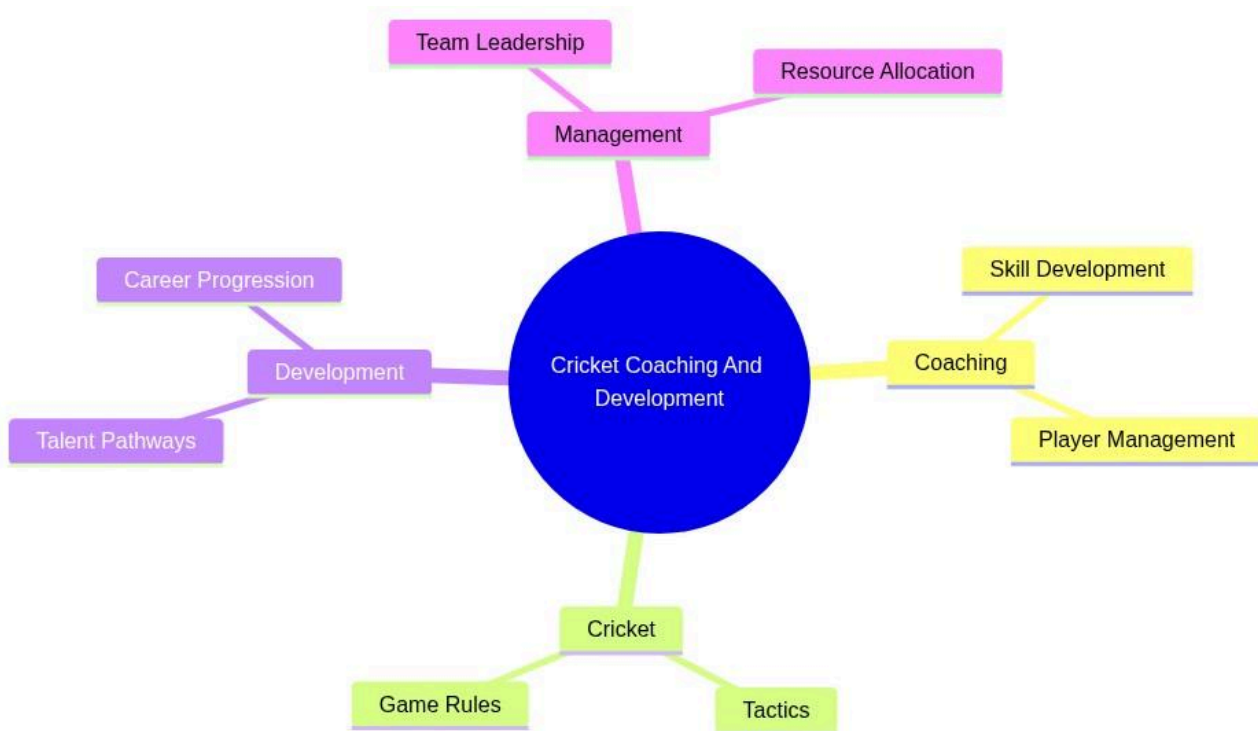 Team Leadership
Resource Allocation
Management
Career Progression
Development
Talent Pathways
Cricket Coaching And
Development
Skill Development
Coaching
Player Management
Cricket
Game Rules
Tactics